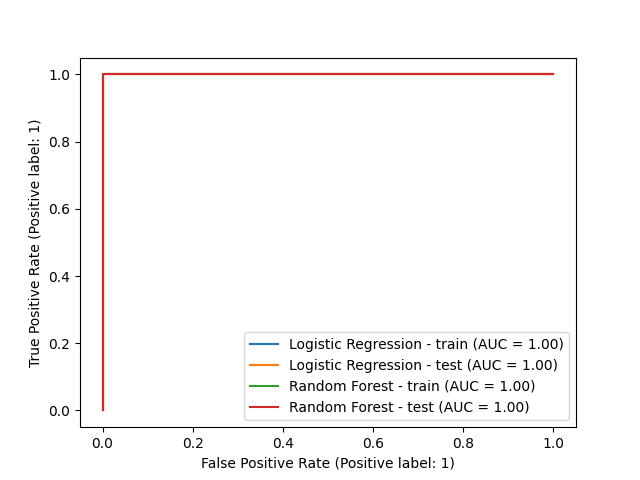 1.0
0.8
0.6
0.4
0.2
0.0
True Positive Rate (Positive label: 1)
Logistic Regression - train (AUC = 1.00)
Logistic Regression - test (AUC = 1.00)
Random Forest - train (AUC = 1.00)
Random Forest - test (AUC = 1.00)
0.0 0.2 0.4 0.6 0.8 1.0
False Positive Rate (Positive label: 1)